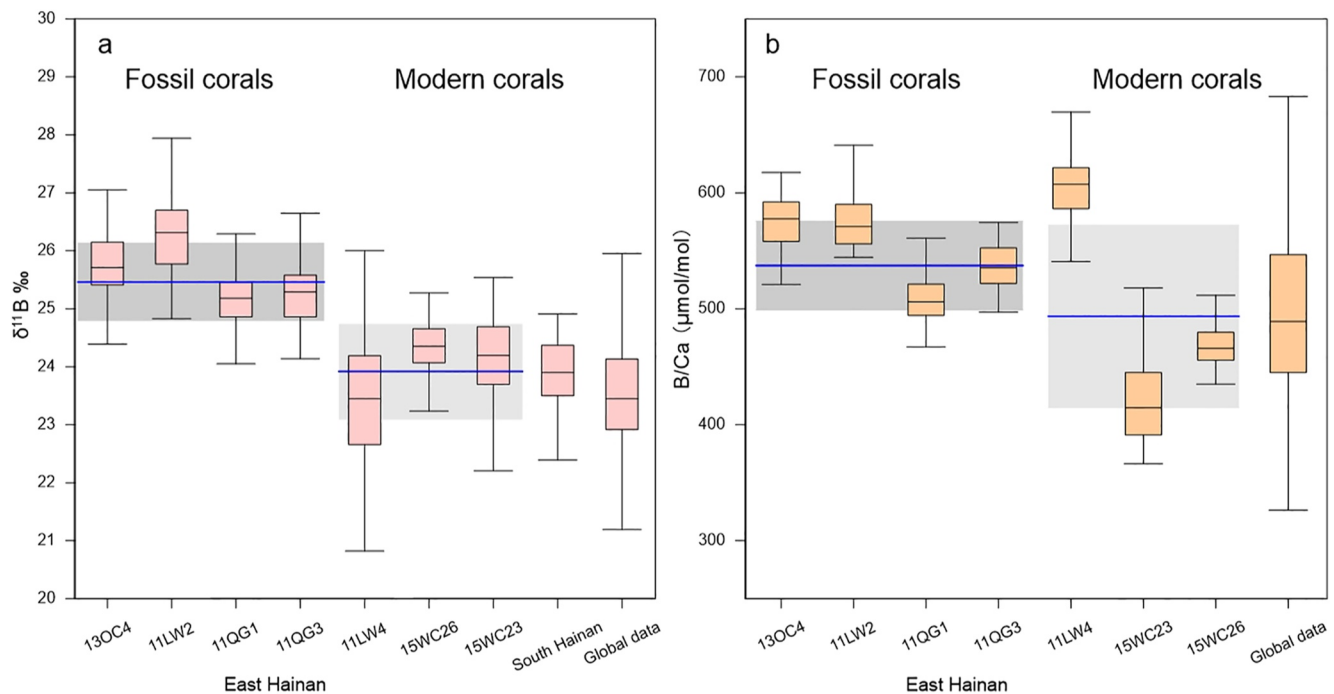 a
Fossil corals
Modern corals
δ¹¹B ‰
30
29
28
27
26
25
24
23
22
21
20
13OC4
11LW2
11QG1
11QG3
11LW4
15WC26
15WC23
South Hainan
Global data
East Hainan
b
Fossil corals
Modern corals
B/Ca (μmol/mol)
700
600
500
400
300
13OC4
11LW2
11QG1
11QG3
11LW4
15WC23
15WC26
Global data
East Hainan